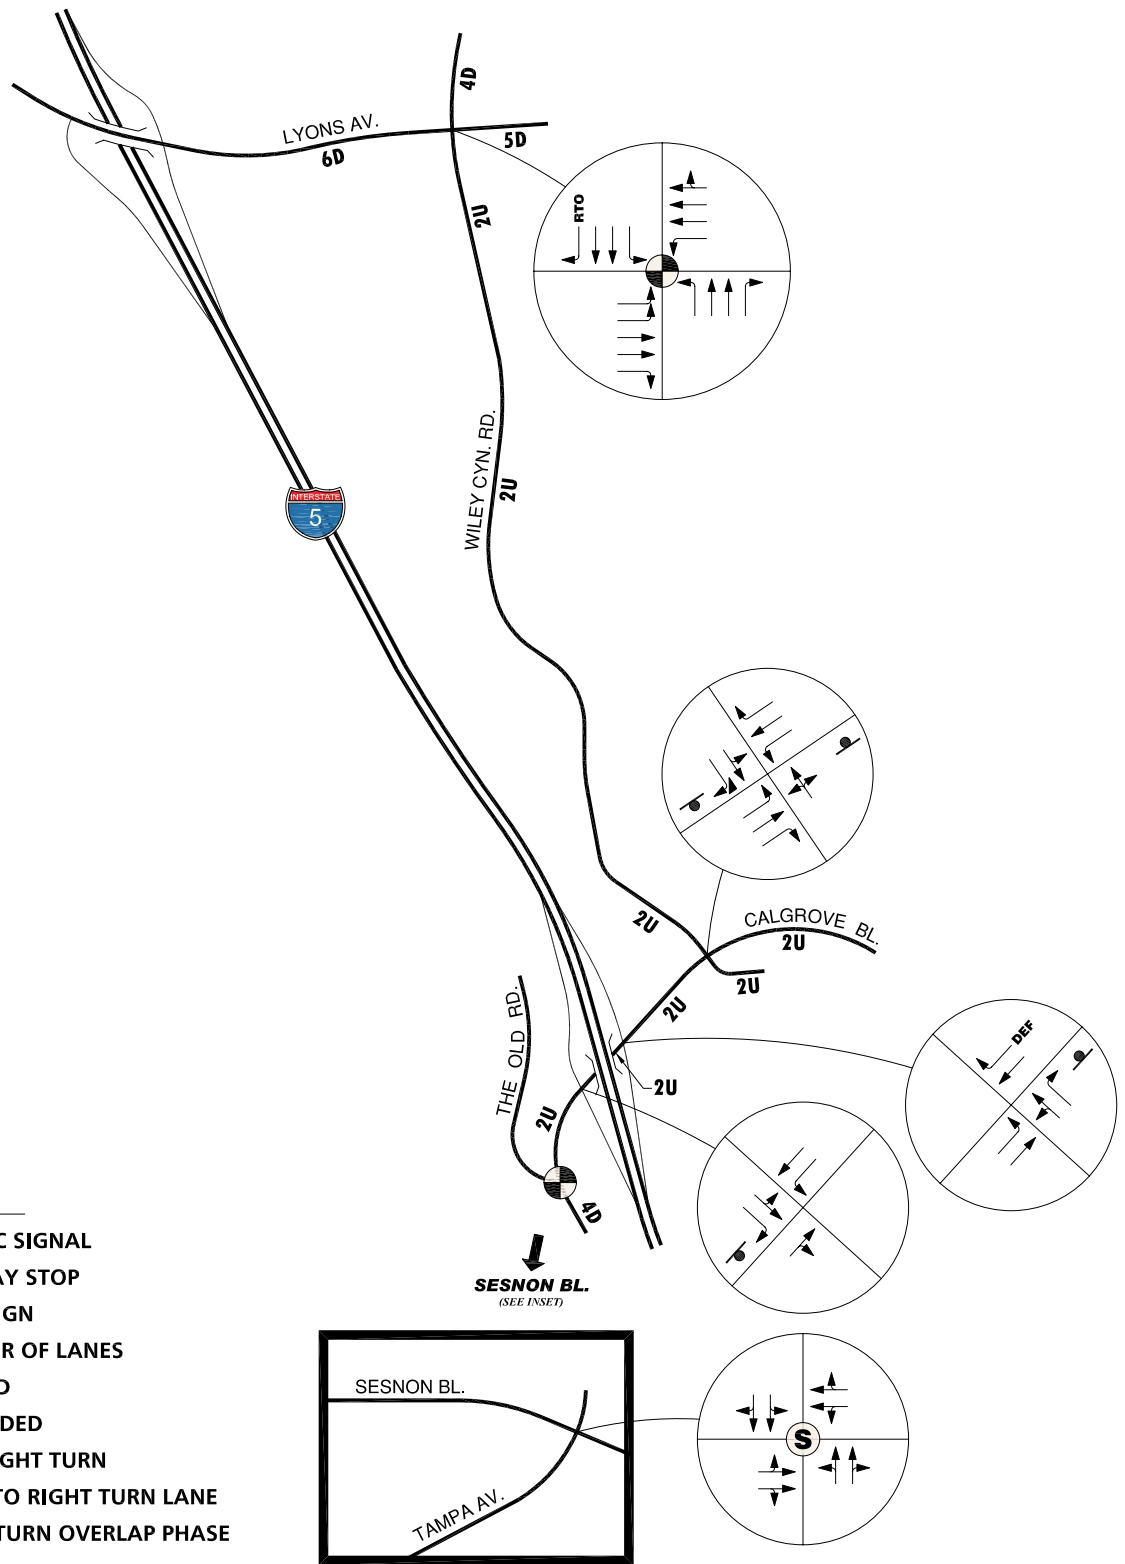 4D
LYONS AV.
5D
6D
RTO
2U
INTERSTATE
5
WILEY CYN. RD.
2U
2U
CALGROVE BL.
2U
2U
2U
THE OLD RD.
DEF
2U
2U
4D
SESNON BL.
(SEE INSET)
C SIGNAL
AY STOP
GN
R OF LANES
D
DED
GHT TURN
TO RIGHT TURN LANE
TURN OVERLAP PHASE
SESNON BL.
TAMPA AV.
S